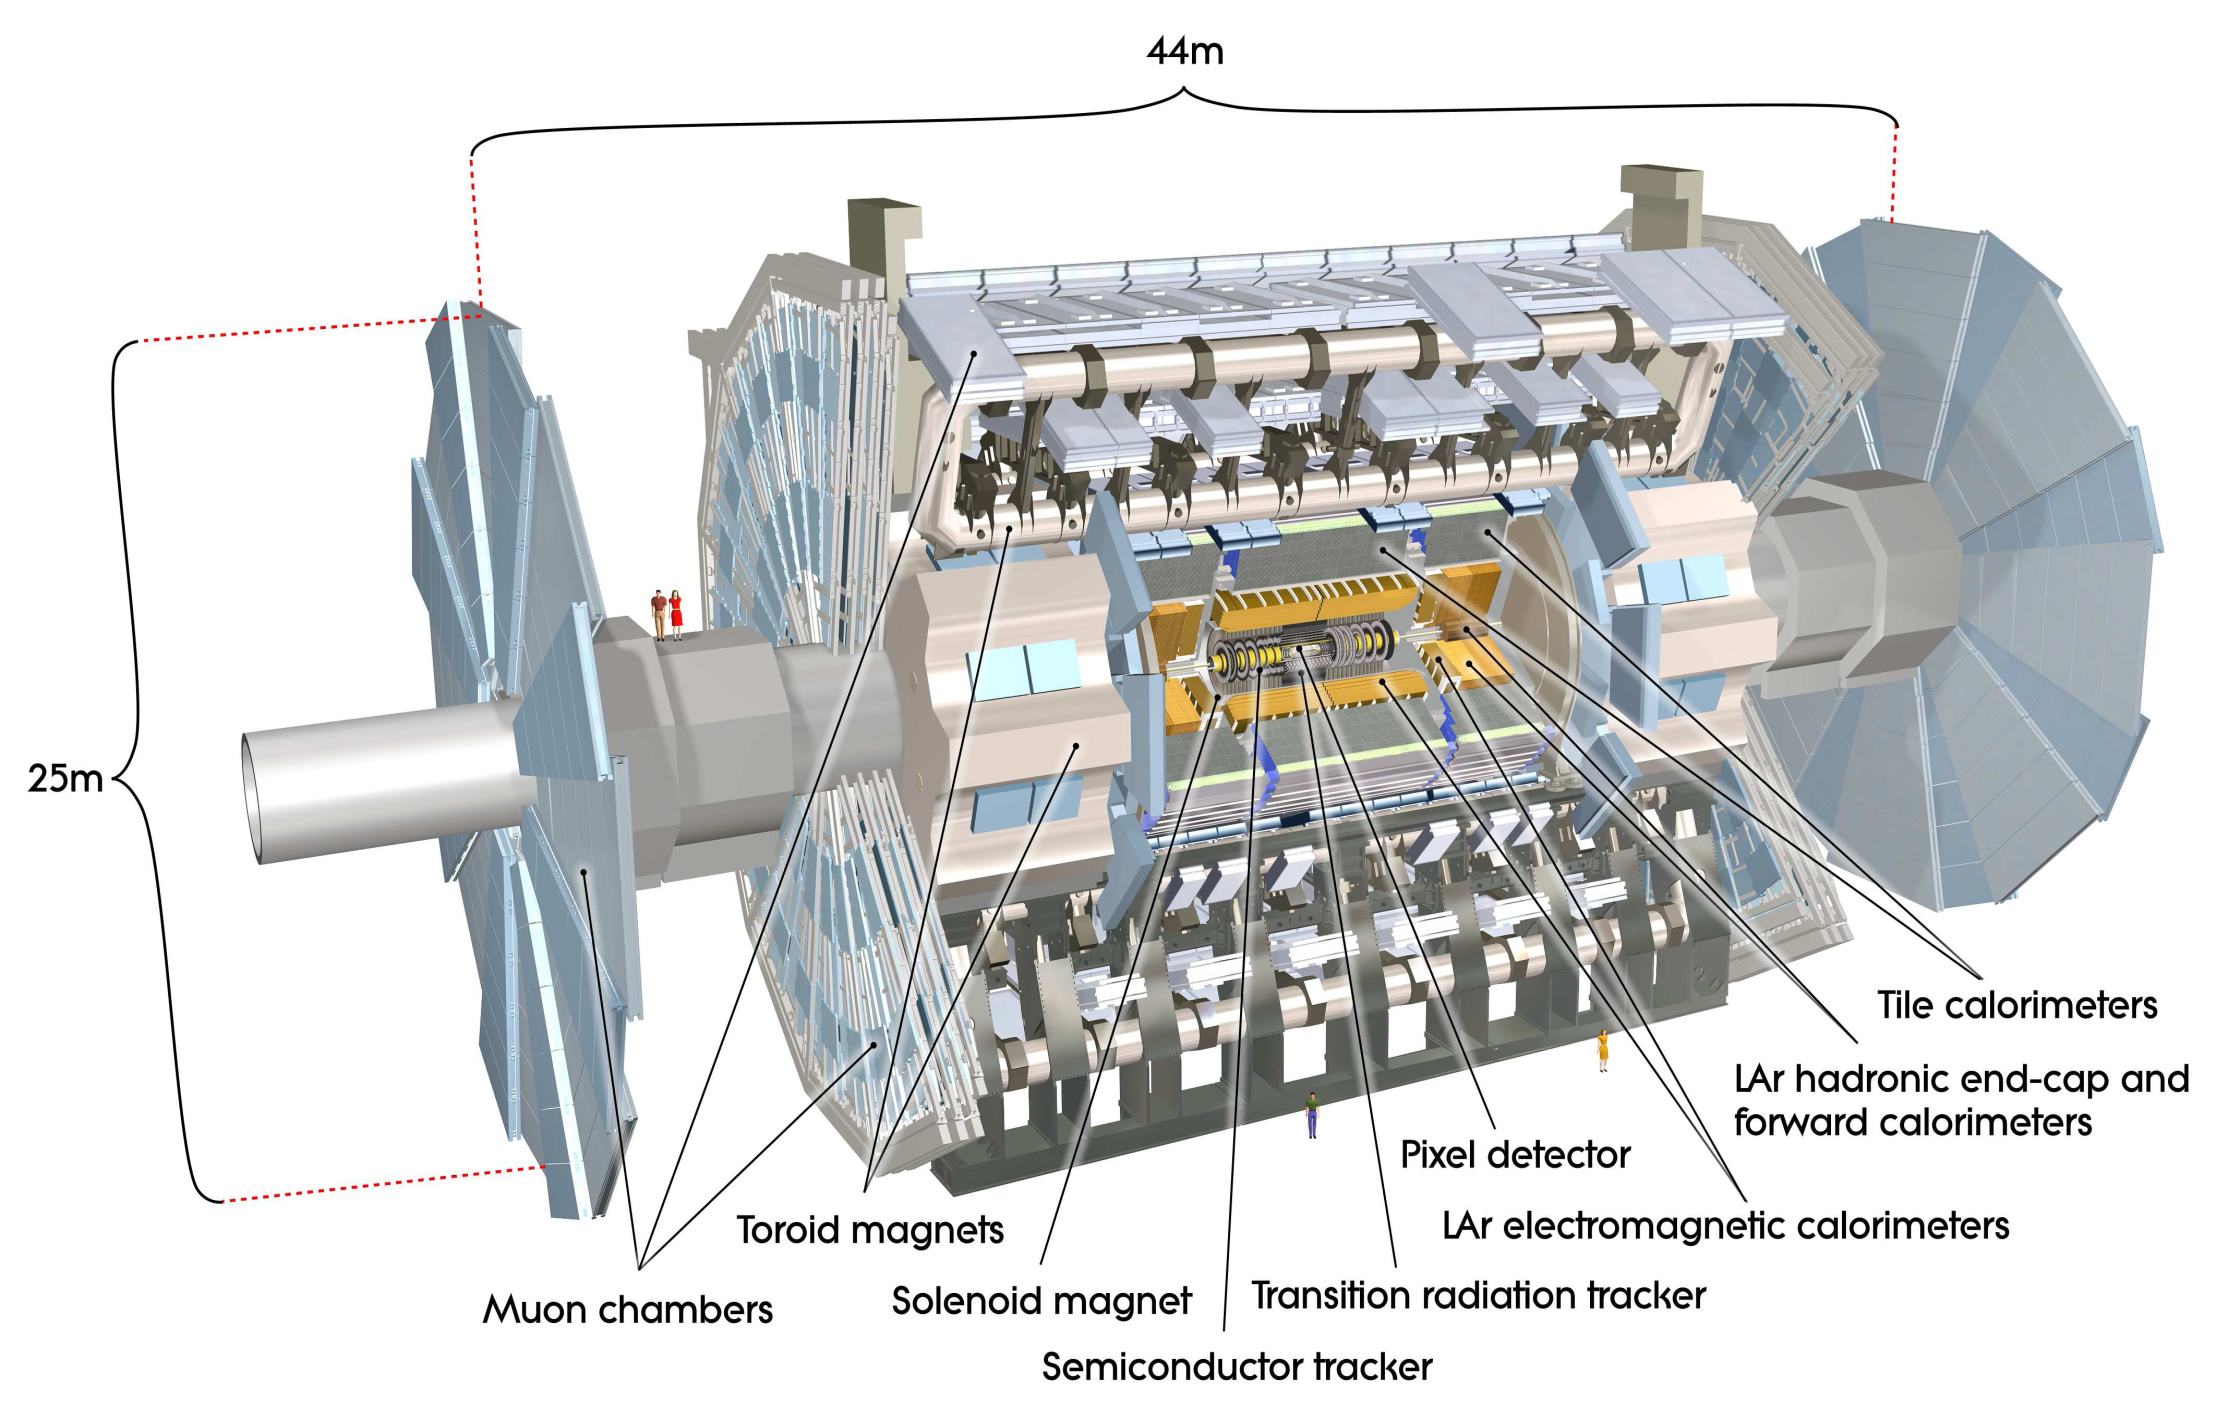 44m
25m
Tile calorimeters
LAr hadronic end-cap and
forward calorimeters
Pixel detector
LAr electromagnetic calorimeters
Toroid magnets
Solenoid magnet
Transition radiation tracker
Muon chambers
Semiconductor tracker